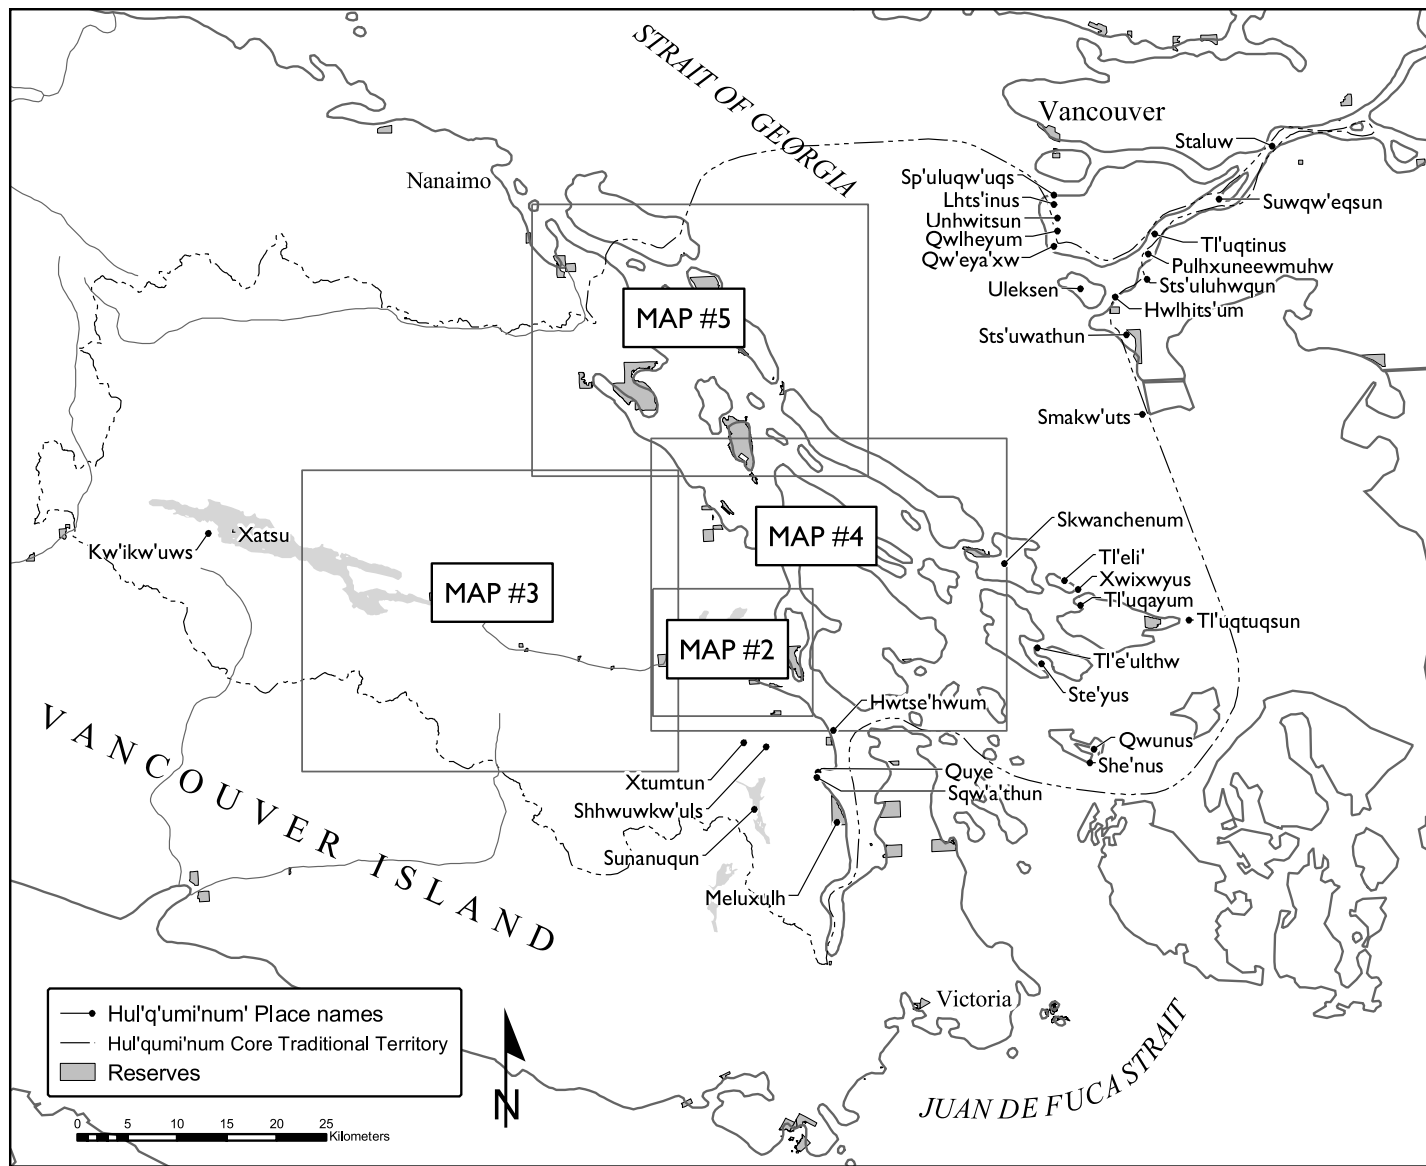 STRAIT OF GEORGIA
Vancouver
Staluw
Nanaimo
Sp'uluqw'uqs
Lhts'inus
Suwqw'eqsun
Unhwitsun
Qwlheyum
Tl'uqtinus
Qw'eya'xw
Pulhxuneewmuhw
Uleksen
Sts'uluhwqun
Hwlhits'um
MAP #5
Sts'uwathun
Smakw'uts
Skwanchenum
Xatsu
MAP #4
Kw'ikw'uws
Tl'eli'
Xwixwyus
MAP #3
Tl'uqayum
Tl'uqtuqsun
MAP #2
Tl'e'ulthw
Ste'yus
Hwtse'hwum
Qwunus
She'nus
Xtumtun
Quye
Sqw'a'thun
Shhwuwkw'uls
Sunanuqun
Meluxulh
VANCOUVER ISLAND
Victoria
JUAN DE FUCA STRAIT
Hul'q'umi'num' Place names
Hul'qumi'num Core Traditional Territory
Reserves
N
0 5 10 15 20 25
Kilometers